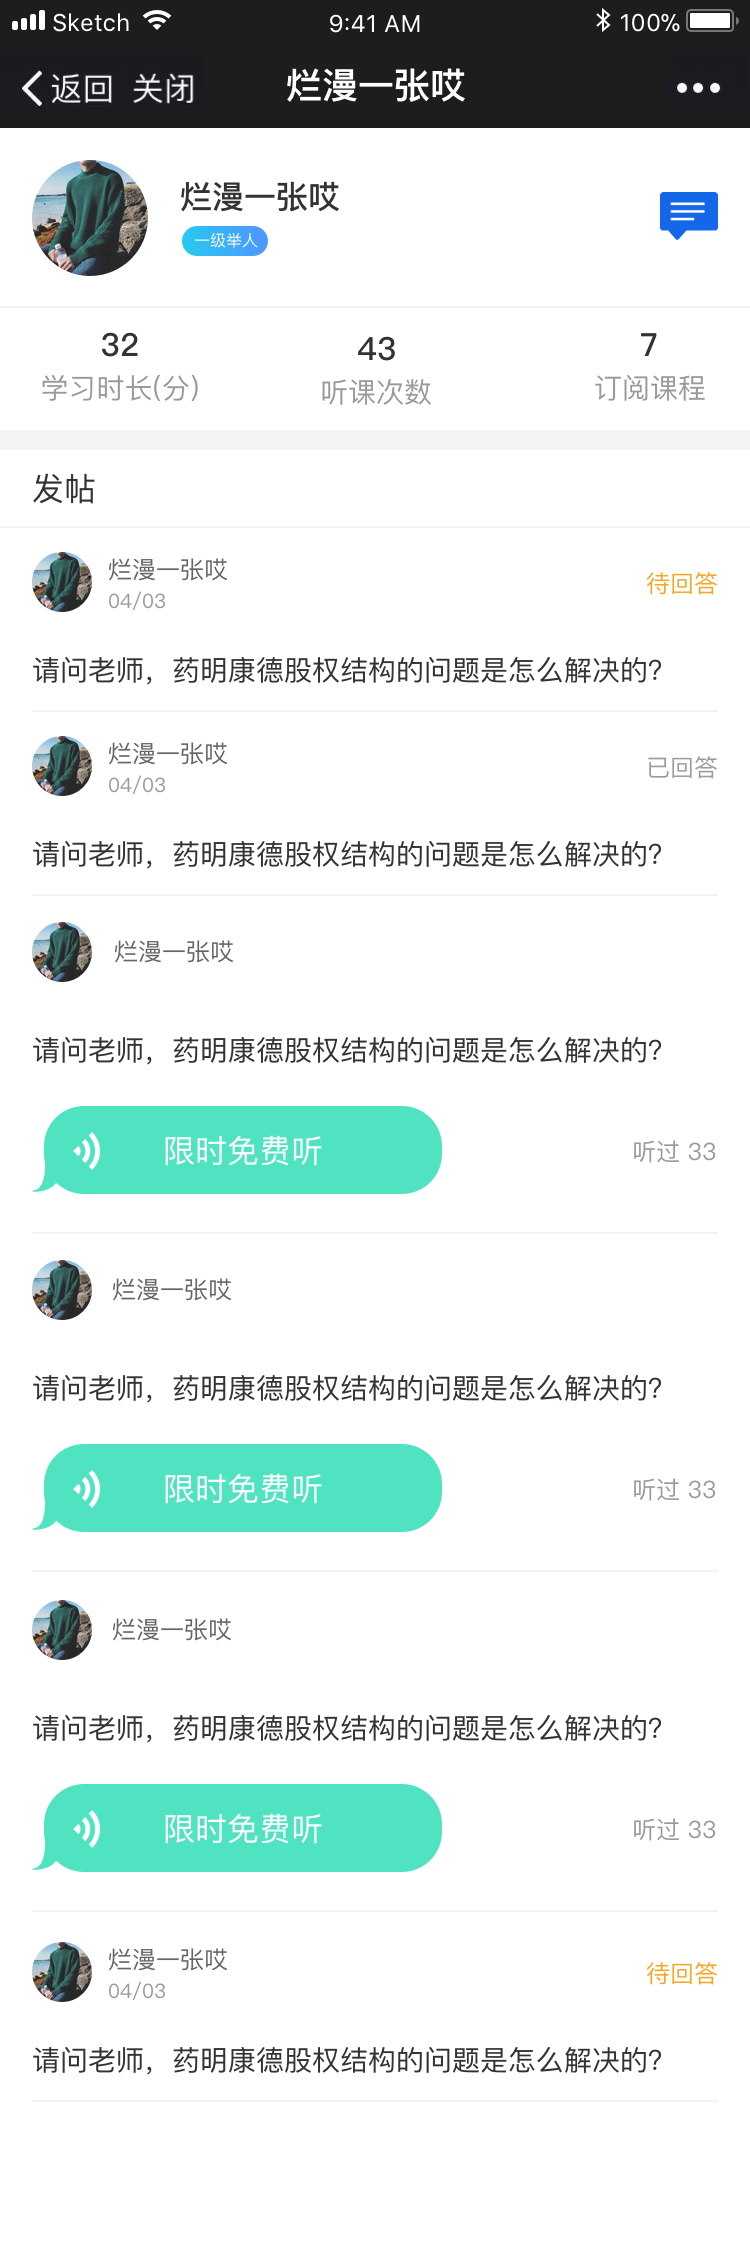 Sketch 9:41 AM 100%
返回 关闭 烂漫一张哎
烂漫一张哎
一级举人
32 43 7
学习时长(分) 听课次数 订阅课程
发帖
烂漫一张哎
04/03
待回答
请问老师，药明康德股权结构的问题是怎么解决的?
烂漫一张哎
04/03
已回答
请问老师，药明康德股权结构的问题是怎么解决的?
烂漫一张哎
请问老师，药明康德股权结构的问题是怎么解决的?
限时免费听 听过 33
烂漫一张哎
请问老师，药明康德股权结构的问题是怎么解决的?
限时免费听 听过 33
烂漫一张哎
请问老师，药明康德股权结构的问题是怎么解决的?
限时免费听 听过 33
烂漫一张哎
04/03
待回答
请问老师，药明康德股权结构的问题是怎么解决的?